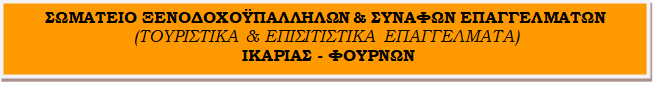 ΣΩΜΑΤΕΙΟ ΞΕΝΟΔΟΧΟΫΠΑΛΛΗΛΩΝ & ΣΥΝΑΦΩΝ ΕΠΑΓΓΕΛΜΑΤΩΝ
(ΤΟΥΡΙΣΤΙΚΑ & ΕΠΙΣΙΤΙΣΤΙΚΑ ΕΠΑΓΓΕΛΜΑΤΑ)
ΙΚΑΡΙΑΣ - ΦΟΥΡΝΩΝ